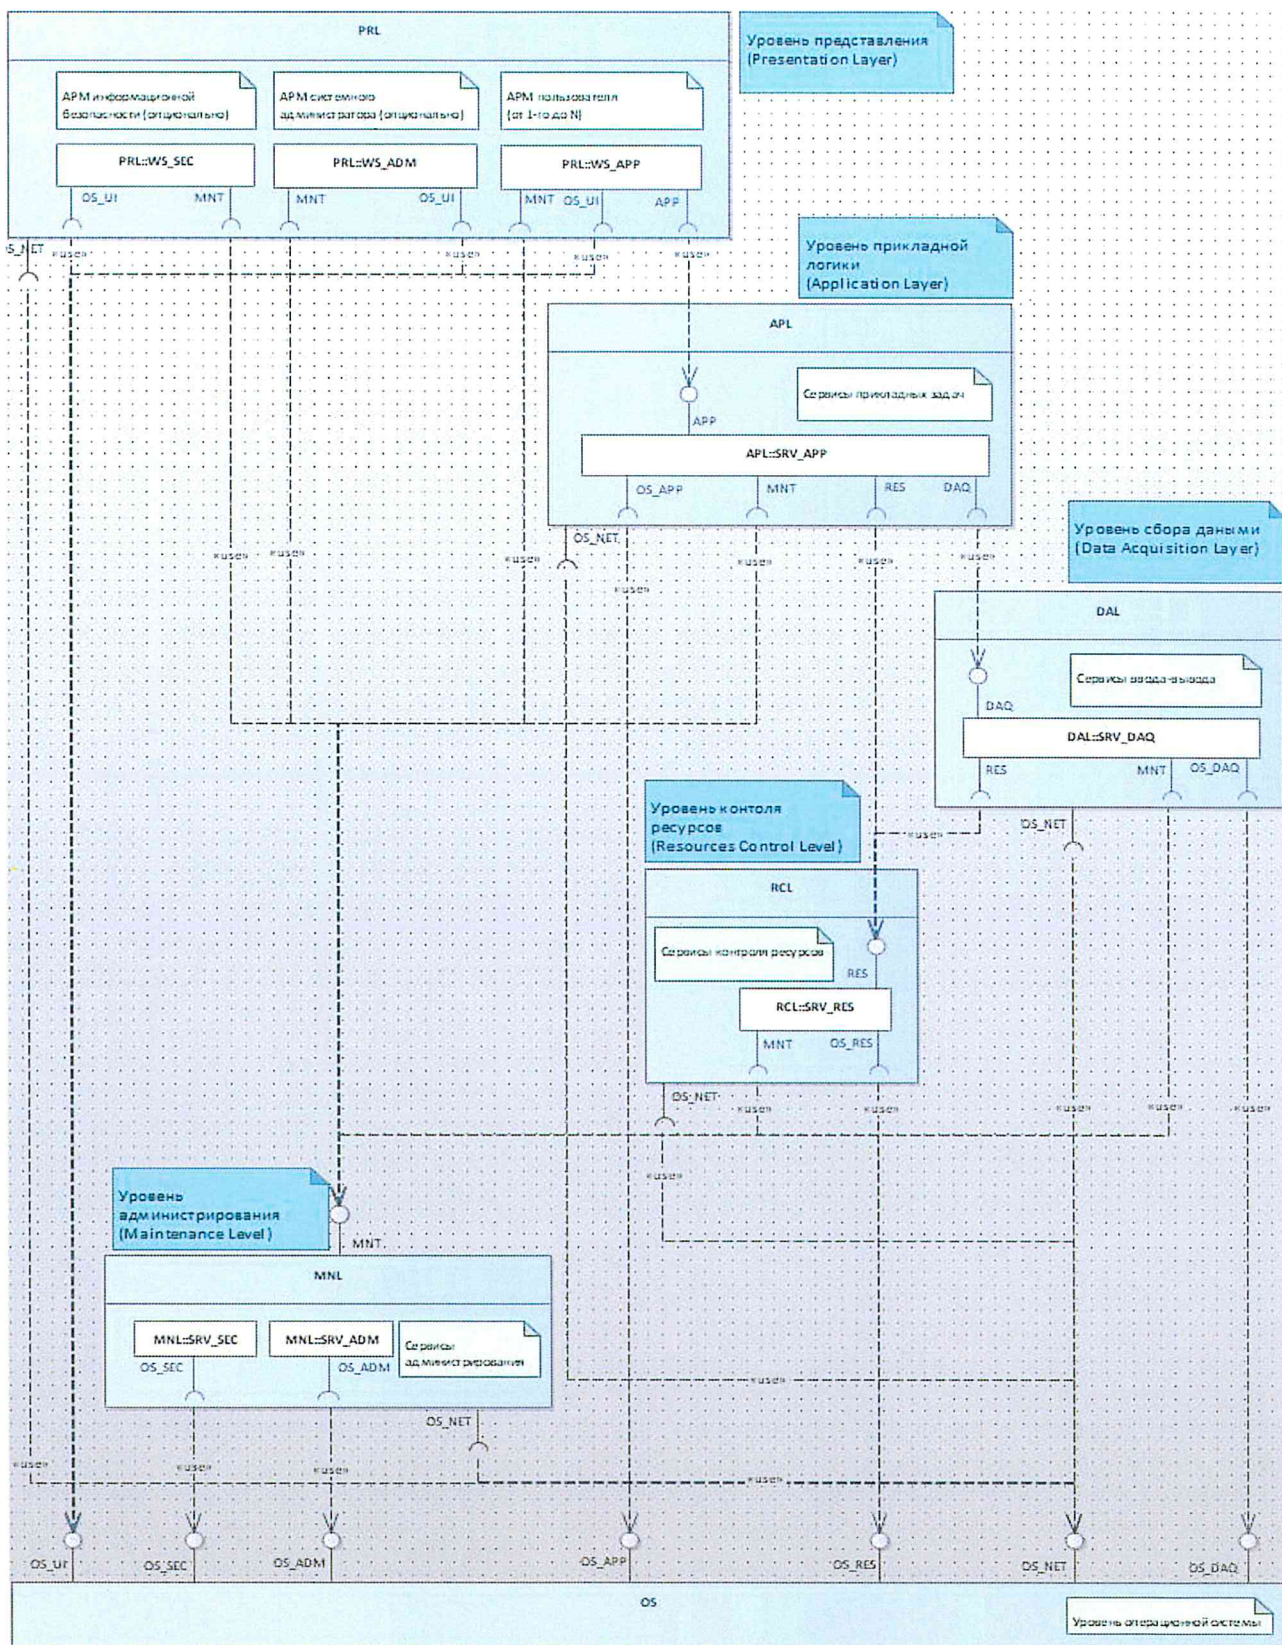 PRL
Уровень представления
(Presentation Layer)
АРМ информационной
безопасности (опционально)
АРМ системного
администратора (опционально)
АРМ пользователя
(от 1-го до N)
PRL::WS_SEC
PRL::WS_ADM
PRL::WS_APP
OS_UI
MNT
MNT
OS_UI
MNT
OS_UI
APP
OS_NET
«use»
«use»
«use»
«use»
Уровень прикладной
логики
(Application Layer)
APL
Сервисы прикладных задач
APP
APL::SRV_APP
OS_APP
MNT
RES
DAQ
OS_NET
«use»
«use»
«use»
«use»
«use»
«use»
«use»
Уровень сбора даными
(Data Acquisition Layer)
DAL
Сервисы ввода-вывода
DAQ
DAL::SRV_DAQ
RES
MNT
OS_DAQ
OS_NET
«use»
Уровень контоля
ресурсов
(Resources Control Level)
RCL
Сервисы контроля ресурсов
RES
RCL::SRV_RES
MNT
OS_RES
OS_NET
«use»
«use»
«use»
«use»
«use»
«use»
Уровень
администрирования
(Maintenance Level)
MNT
MNL
MNL::SRV_SEC
MNL::SRV_ADM
Сервисы
администрирования
OS_SEC
OS_ADM
OS_NET
«use»
«use»
«use»
«use»
«use»
OS_UI
OS_SEC
OS_ADM
OS_APP
OS_RES
OS_NET
OS_DAQ
OS
Уровень операционной системы